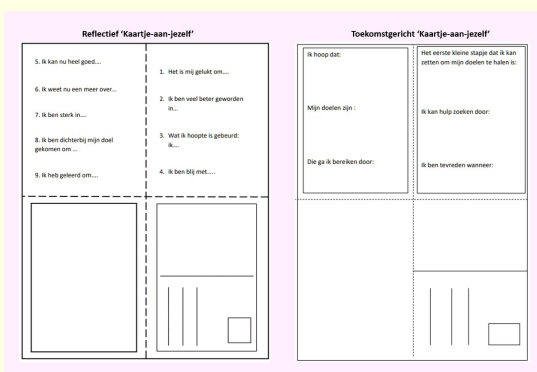 Reflectief 'Kaartje-aan-jezelf'
5. Ik kan nu heel goed....
6. Ik weet nu een meer over...
7. Ik ben sterk in....
8. Ik ben dichterbij mijn doel
gekomen om ...
9. Ik heb geleerd om....
1. Het is mij gelukt om....
2. Ik ben veel beter geworden
in...
3. Wat ik hoopte is gebeurd:
ik....
4. Ik ben blij met.....
Toekomstgericht 'Kaartje-aan-jezelf'
Ik hoop dat:
Mijn doelen zijn :
Die ga ik bereiken door:
Het eerste kleine stapje dat ik kan
zetten om mijn doelen te halen is:
Ik kan hulp zoeken door:
Ik ben tevreden wanneer: